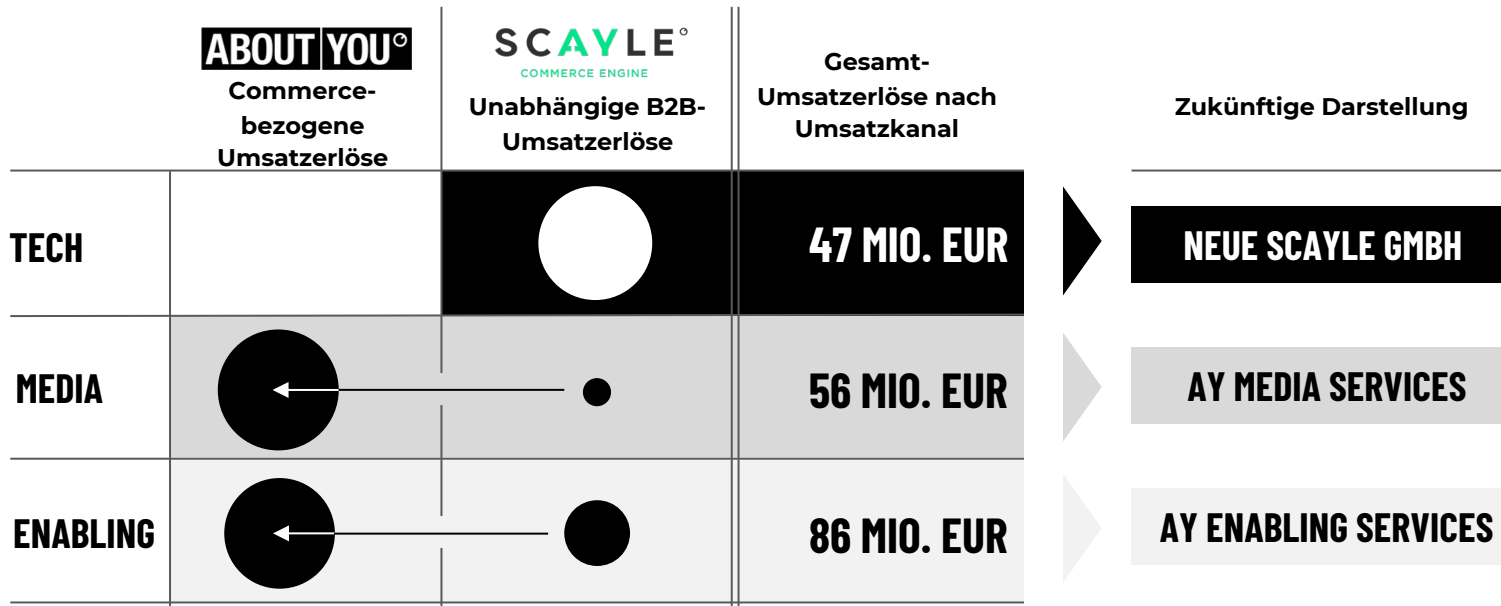 ABOUT YOU°
Commerce-
bezogene
Umsatzerlöse
SCAYLE°
COMMERCE ENGINE
Unabhängige B2B-
Umsatzerlöse
Gesamt-
Umsatzerlöse nach
Umsatzkanal
Zukünftige Darstellung
TECH
47 MIO. EUR
NEUE SCAYLE GMBH
MEDIA
56 MIO. EUR
AY MEDIA SERVICES
ENABLING
86 MIO. EUR
AY ENABLING SERVICES